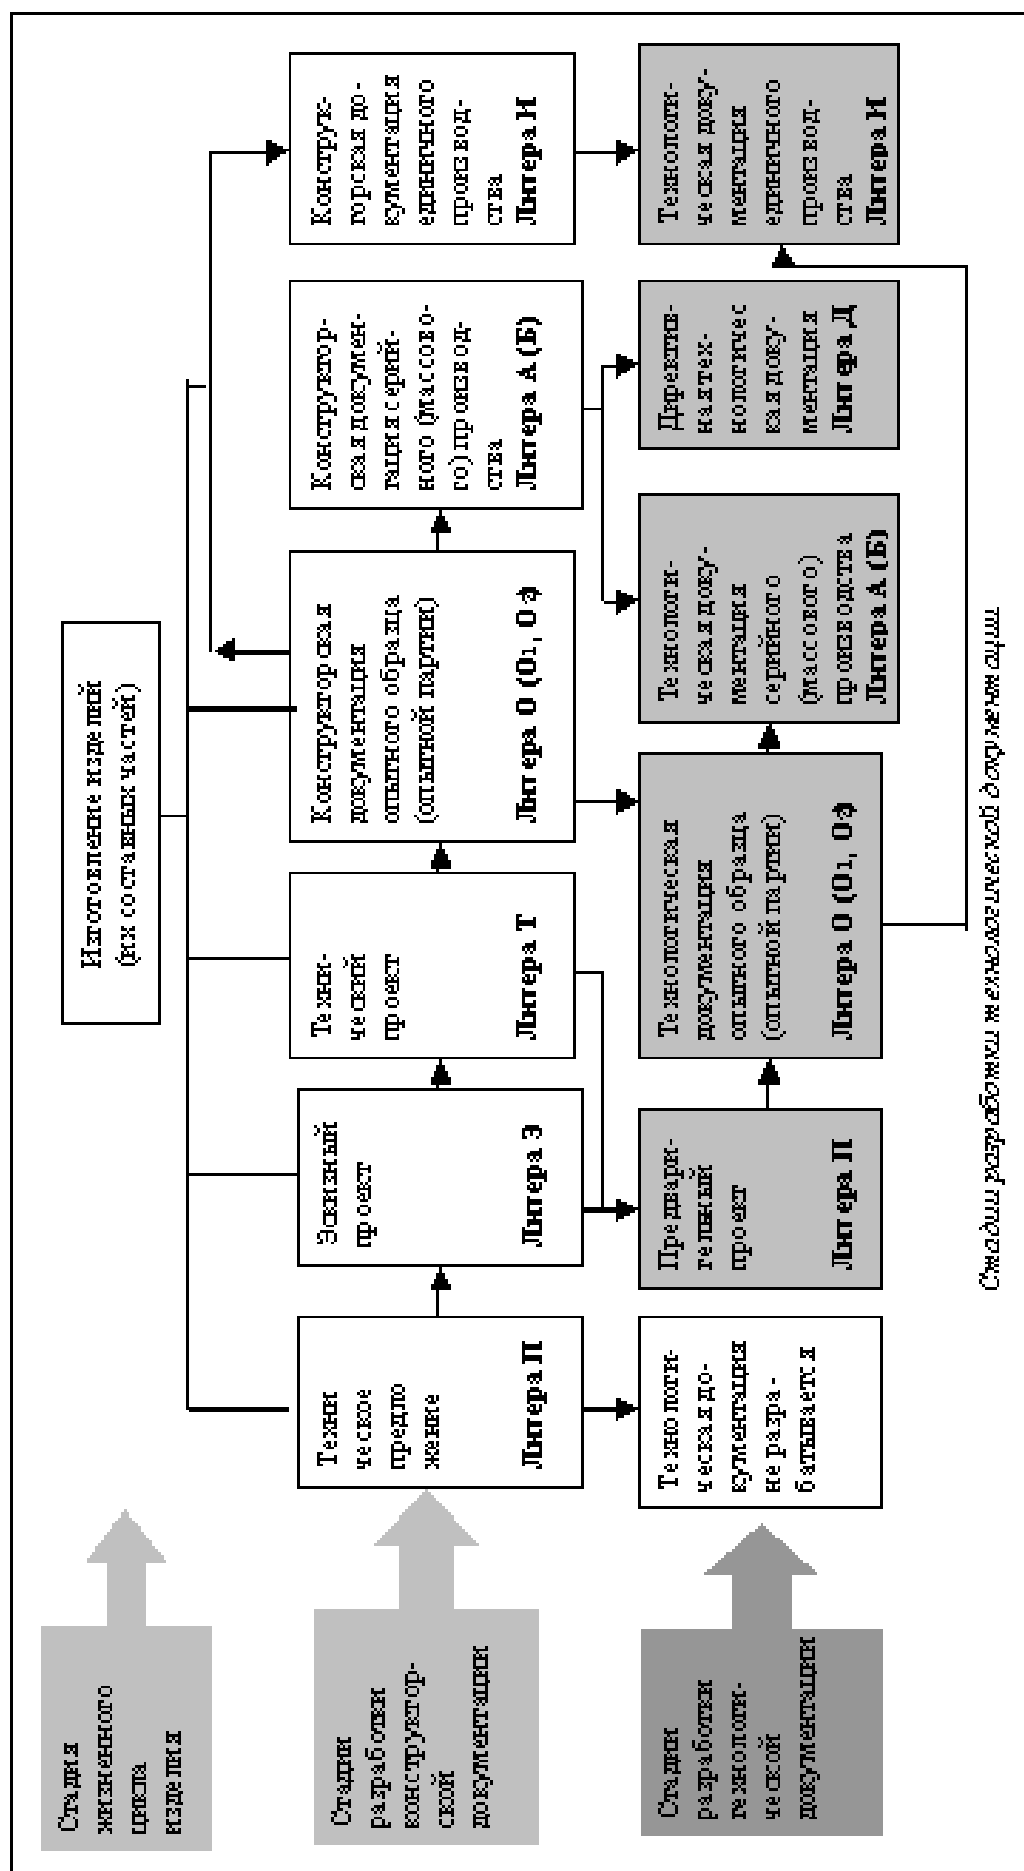 Стадия
жизненного
цикла
изделия
Изготовление изделий
(их составных частей)
Стадии
разработки
конструктор-
ской
документации
Техни
ческое
предло
жение
Литера П
Эскизный
проект
Литера Э
Техни-
ческий
проект
Литера Т
Конструкторская
документация
опытного образца
(опытной партии)
Литера О (О1, О2)
Конструктор-
ская докумен-
тация серий-
ного (массово-
го) производ-
ства
Литера А (Б)
Конструк-
торская до-
кументация
единичного
производ-
ства
Литера И
Стадии
разработки
технологи-
ческой
документации
Технологи-
ческая до-
кументация
не разра-
батывается
Предвари-
тельный
проект
Литера П
Технологическая
документация
опытного образца
(опытной партии)
Литера О (О1, О2)
Технологи-
ческая доку-
ментация
серийного
(массового)
производства
Литера А (Б)
Директив-
ная тех-
нологичес
кая доку-
ментация
Литера Д
Технологи-
ческая доку-
ментация
единичного
производ-
ства
Литера И
Стадии разработки технологической документации